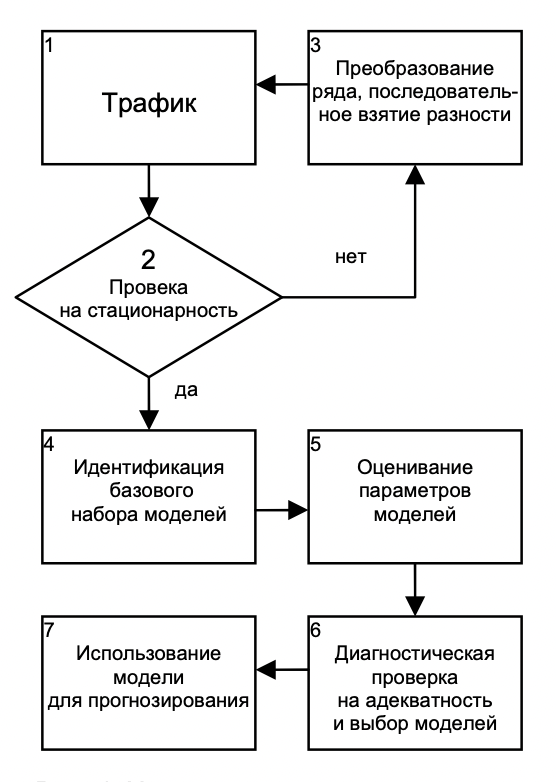 1
Трафик
3
Преобразование
ряда, последователь-
ное взятие разности
2
Провека
на стационарность
нет
да
4
Идентификация
базового
набора моделей
5
Оценивание
параметров
моделей
7
Использование
модели
для прогнозирования
6
Диагностическая
проверка
на адекватность
и выбор моделей